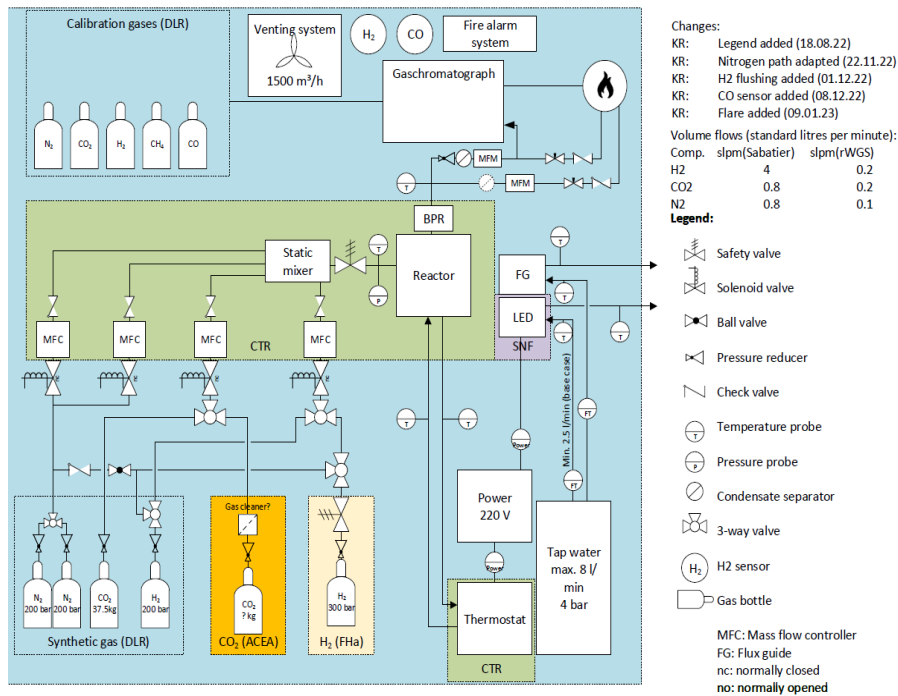 Calibration gases (DLR)
N₂
CO₂
H₂
CH₄
CO
Venting system
1500 m³/h
H₂
CO
Fire alarm
system
Gaschromatograph
MFM
T
MFM
BPR
Static
mixer
T
P
Reactor
T
FG
T
LED
T
T
SNF
MFC
MFC
MFC
MFC
CTR
nc
nc
nc
nc
Min. 2.5 l/min (base case)
FT
FT
T
T
Power
Power
220 V
Power
Tap water
max. 8 l/
min
4 bar
Thermostat
CTR
Gas cleaner?
N₂
200 bar
N₂
200 bar
CO₂
37.5kg
H₂
200 bar
Synthetic gas (DLR)
CO₂
? kg
CO₂ (ACEA)
H₂
300 bar
H₂ (FHa)
Changes:
KR: Legend added (18.08.22)
KR: Nitrogen path adapted (22.11.22)
KR: H2 flushing added (01.12.22)
KR: CO sensor added (08.12.22)
KR: Flare added (09.01.23)
Volume flows (standard litres per minute):
Comp. slpm(Sabatier) slpm(rWGS)
H2 4 0.2
CO2 0.8 0.2
N2 0.8 0.1
Legend:
Safety valve
Solenoid valve
Ball valve
Pressure reducer
Check valve
T Temperature probe
P Pressure probe
Condensate separator
3-way valve
H₂ H2 sensor
Gas bottle
MFC: Mass flow controller
FG: Flux guide
nc: normally closed
no: normally opened